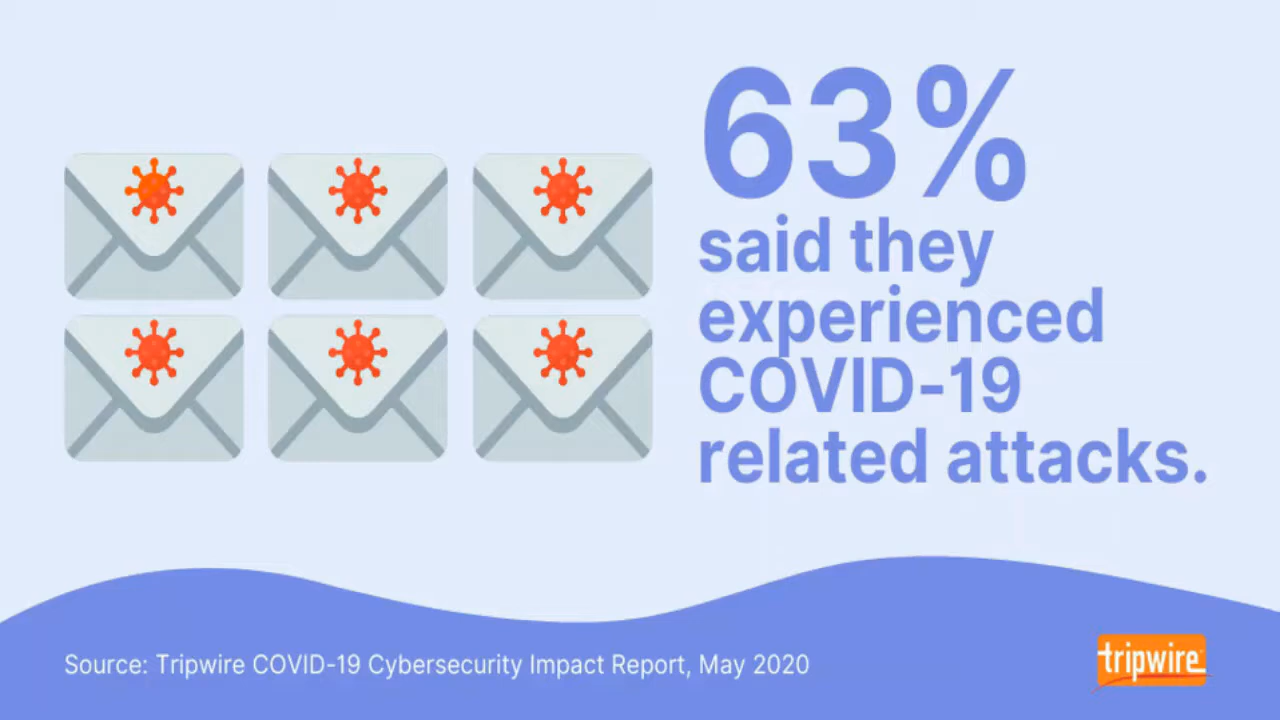 63%
said they
experienced
COVID-19
related attacks.
Source: Tripwire COVID-19 Cybersecurity Impact Report, May 2020
tripwire